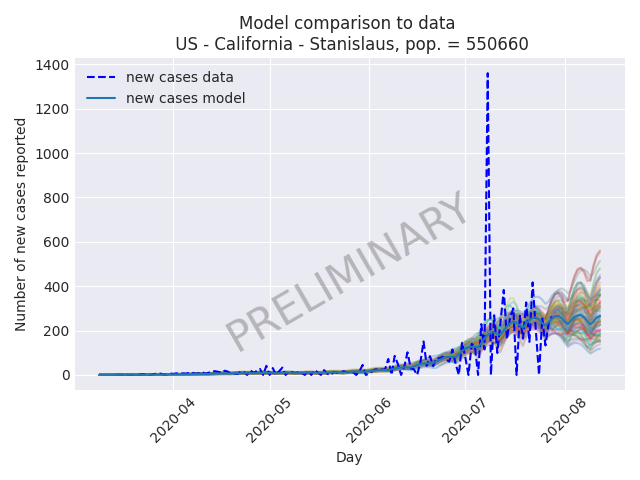 Model comparison to data
US - California - Stanislaus, pop. = 550660
new cases data
new cases model
Number of new cases reported
1400
1200
1000
800
600
400
200
0
PRELIMINARY
2020-04
2020-05
2020-06
2020-07
2020-08
Day